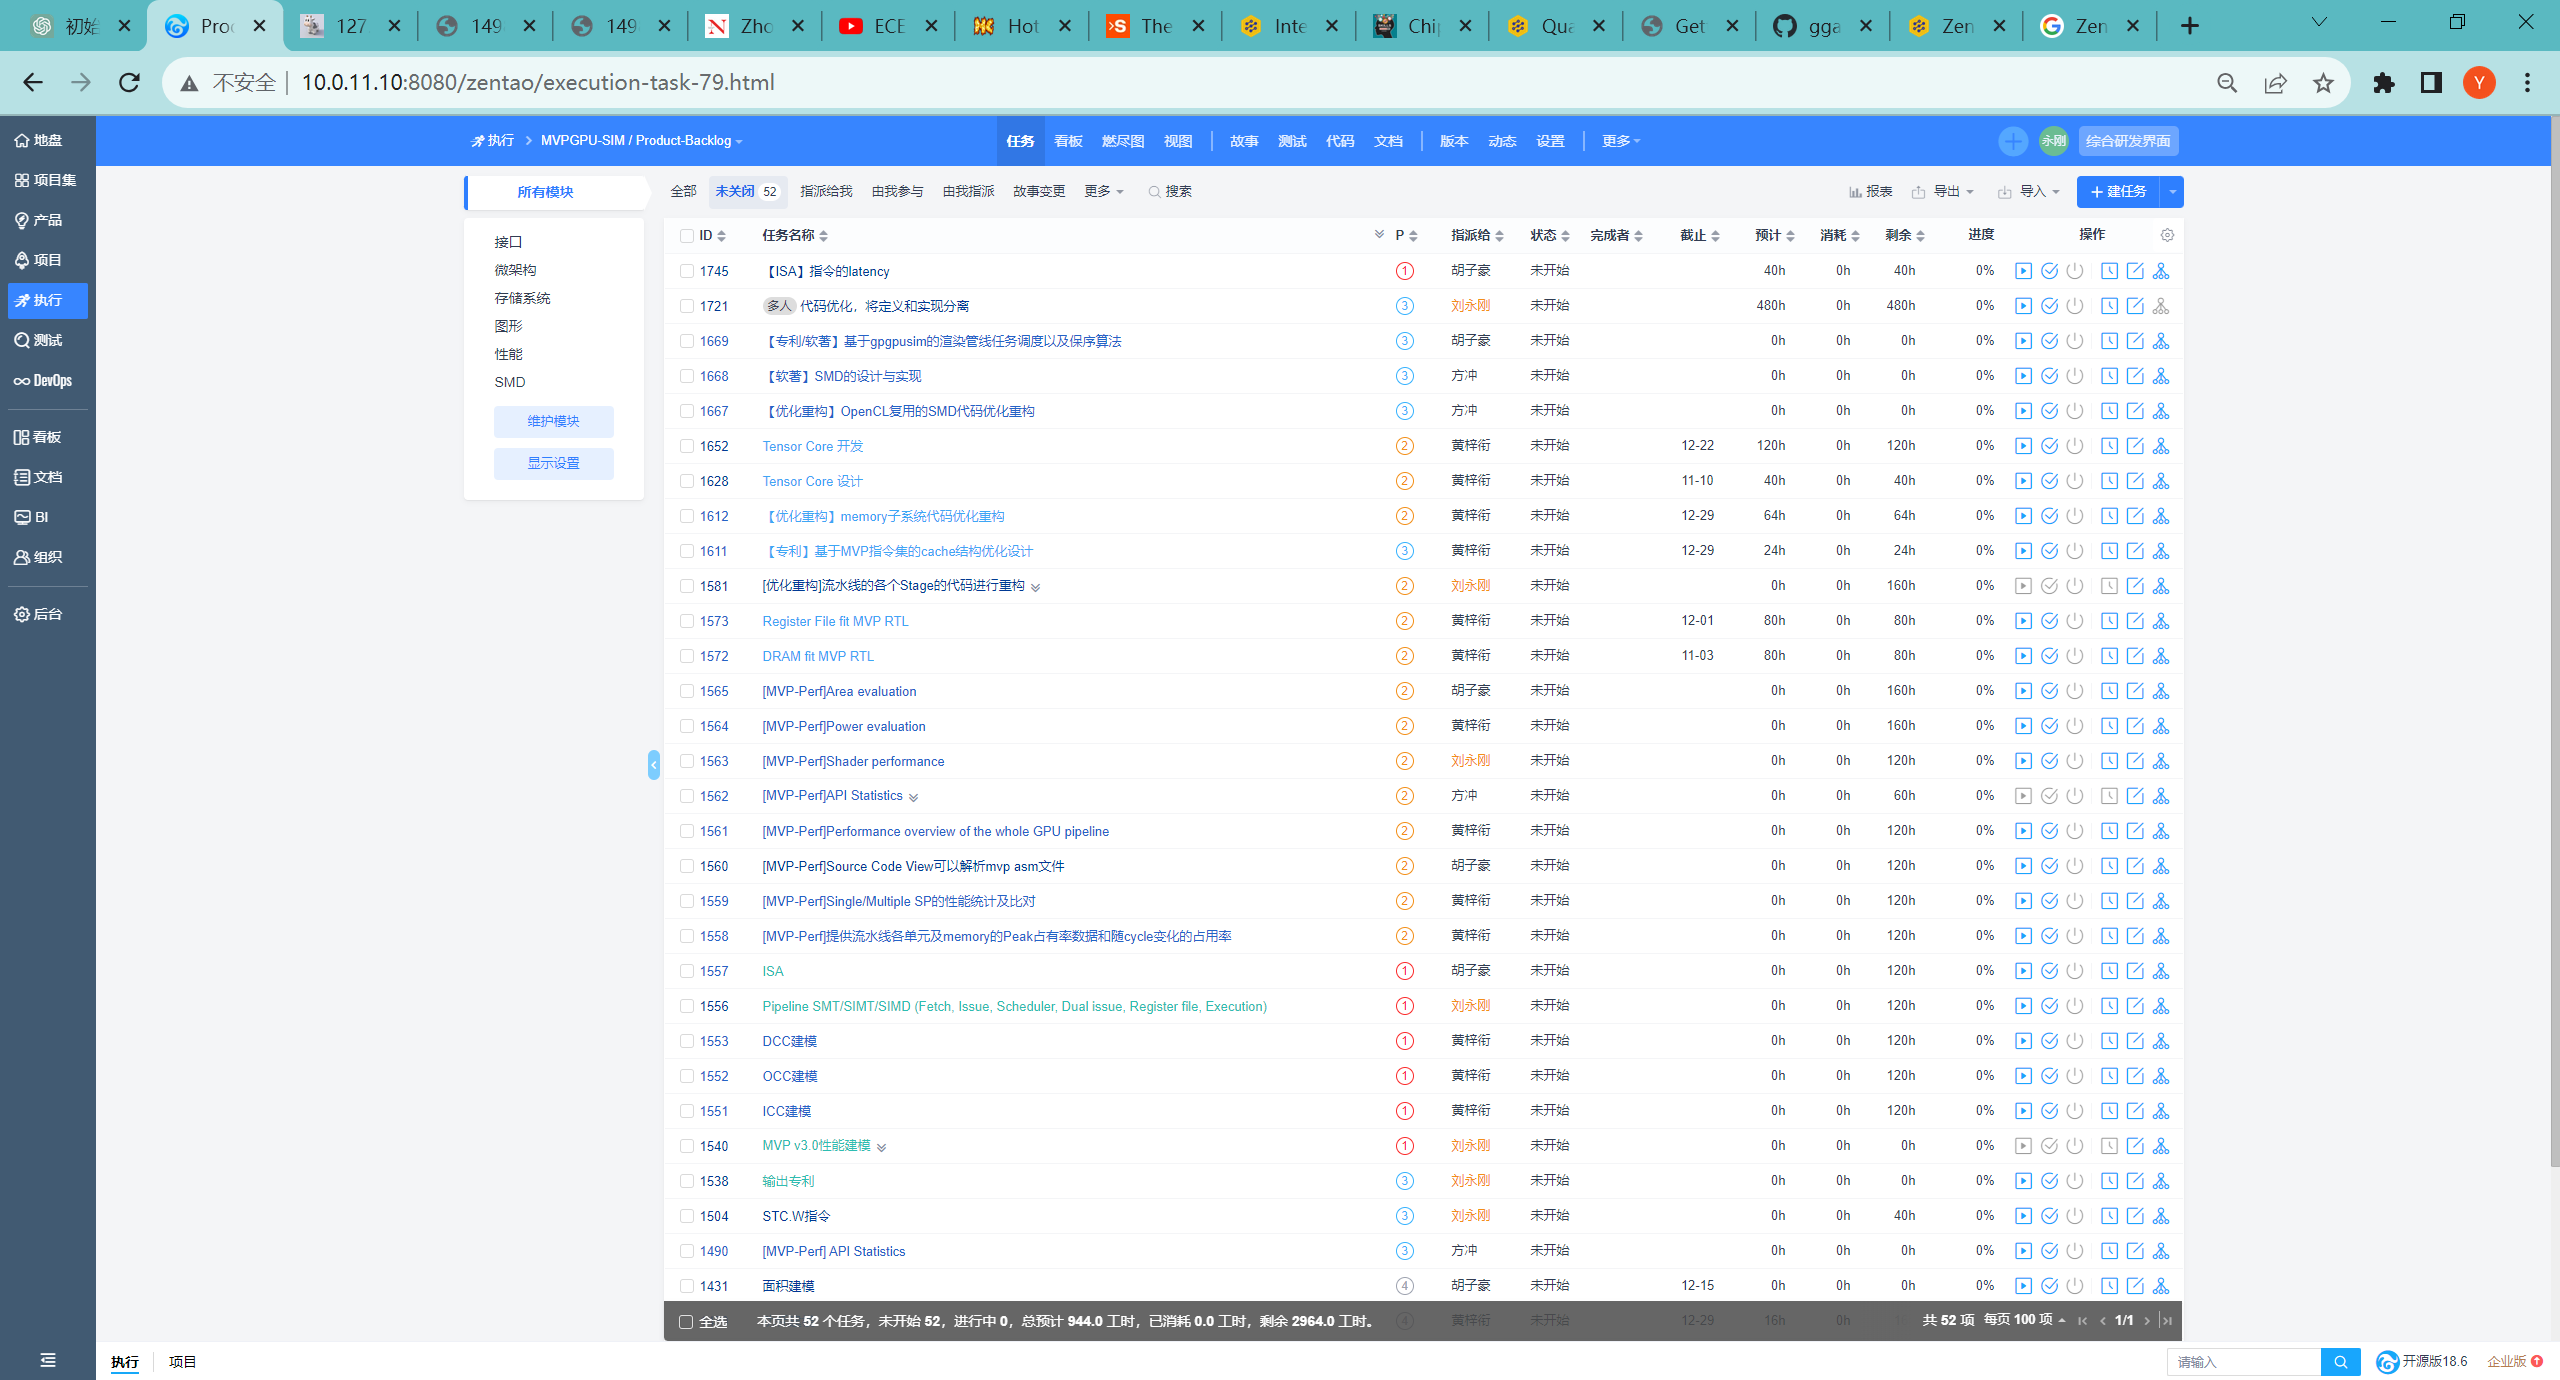 初始 Prod 127 149 149 Zho ECE Hot The Inte Chi Qua Get gga Zen Zen
不安全 10.0.11.10:8080/zentao/execution-task-79.html Y
地盘
项目集
产品
项目
执行
测试
DevOps
看板
文档
BI
组织
后台
执行 MVPGPU-SIM / Product-Backlog 任务 看板 燃尽图 视图 故事 测试 代码 文档 版本 动态 设置 更多 永刚 综合研发界面
所有模块 全部 未关闭 52 指派给我 由我参与 由我指派 故事变更 更多 搜索 报表 导出 导入 建任务
接口
微架构
存储系统
图形
性能
SMD
维护模块
显示设置
ID 任务名称 P 指派给 状态 完成者 截止 预计 消耗 剩余 进度 操作
1745 【ISA】指令的latency 1 胡子豪 未开始 40h 0h 40h 0%
1721 多人 代码优化，将定义和实现分离 3 刘永刚 未开始 480h 0h 480h 0%
1669 【专利/软著】基于gpgpusim的渲染管线任务调度以及保序算法 3 胡子豪 未开始 0h 0h 0h 0%
1668 【软著】SMD的设计与实现 3 方冲 未开始 0h 0h 0h 0%
1667 【优化重构】OpenCL复用的SMD代码优化重构 3 方冲 未开始 0h 0h 0h 0%
1652 Tensor Core 开发 2 黄梓衔 未开始 12-22 120h 0h 120h 0%
1628 Tensor Core 设计 2 黄梓衔 未开始 11-10 40h 0h 40h 0%
1612 【优化重构】memory子系统代码优化重构 2 黄梓衔 未开始 12-29 64h 0h 64h 0%
1611 【专利】基于MVP指令集的cache结构优化设计 3 黄梓衔 未开始 12-29 24h 0h 24h 0%
1581 [优化重构]流水线的各个Stage的代码进行重构 2 刘永刚 未开始 0h 0h 160h 0%
1573 Register File fit MVP RTL 2 黄梓衔 未开始 12-01 80h 0h 80h 0%
1572 DRAM fit MVP RTL 2 黄梓衔 未开始 11-03 80h 0h 80h 0%
1565 [MVP-Perf]Area evaluation 2 胡子豪 未开始 0h 0h 160h 0%
1564 [MVP-Perf]Power evaluation 2 黄梓衔 未开始 0h 0h 160h 0%
1563 [MVP-Perf]Shader performance 2 刘永刚 未开始 0h 0h 120h 0%
1562 [MVP-Perf]API Statistics 2 方冲 未开始 0h 0h 60h 0%
1561 [MVP-Perf]Performance overview of the whole GPU pipeline 2 黄梓衔 未开始 0h 0h 120h 0%
1560 [MVP-Perf]Source Code View可以解析mvp asm文件 2 胡子豪 未开始 0h 0h 120h 0%
1559 [MVP-Perf]Single/Multiple SP的性能统计及比对 2 黄梓衔 未开始 0h 0h 120h 0%
1558 [MVP-Perf]提供流水线各单元及memory的Peak占有率数据和随cycle变化的占用率 2 黄梓衔 未开始 0h 0h 120h 0%
1557 ISA 1 胡子豪 未开始 0h 0h 120h 0%
1556 Pipeline SMT/SIMT/SIMD (Fetch, Issue, Scheduler, Dual issue, Register file, Execution) 1 刘永刚 未开始 0h 0h 120h 0%
1553 DCC建模 1 黄梓衔 未开始 0h 0h 120h 0%
1552 OCC建模 1 黄梓衔 未开始 0h 0h 120h 0%
1551 ICC建模 1 黄梓衔 未开始 0h 0h 120h 0%
1540 MVP v3.0性能建模 1 刘永刚 未开始 0h 0h 0h 0%
1538 输出专利 3 刘永刚 未开始 0h 0h 0h 0%
1504 STC.W指令 3 刘永刚 未开始 0h 0h 40h 0%
1490 [MVP-Perf] API Statistics 3 方冲 未开始 0h 0h 0h 0%
1431 面积建模 4 胡子豪 未开始 12-15 0h 0h 0h 0%
全选 本页共 52 个任务，未开始 52，进行中 0，总预计 944.0 工时，已消耗 0.0 工时，剩余 2964.0 工时。 4 黄梓衔 未开始 12-29 16h 0h 共 52 项 每页 100 项 1/1
执行 项目 请输入 开源版18.6 企业版